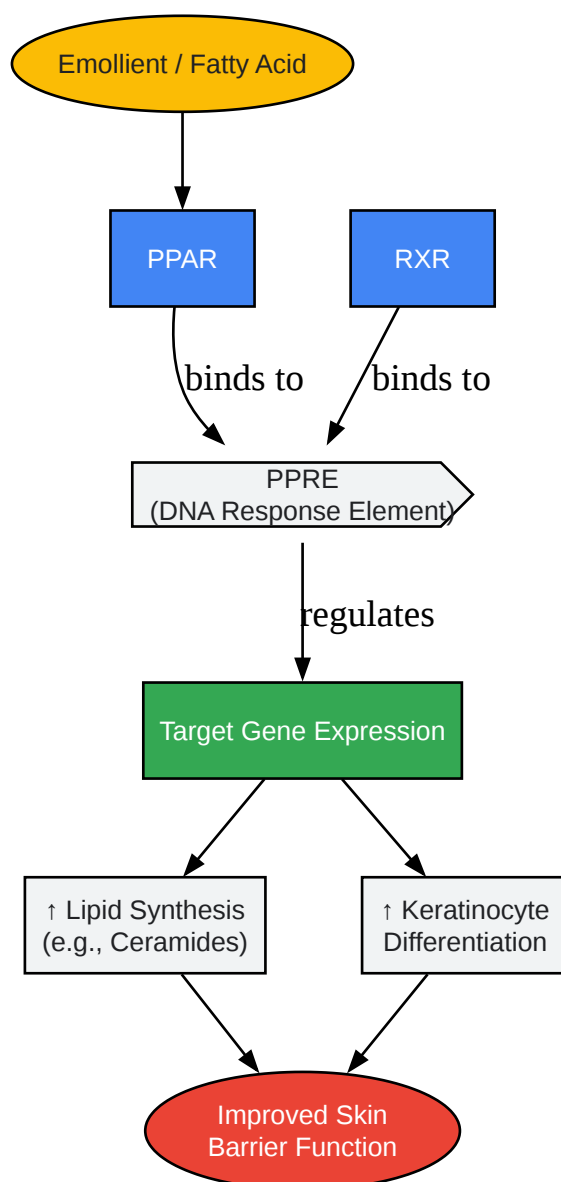 Emollient / Fatty Acid
PPAR
RXR
binds to
binds to
PPRE
(DNA Response Element)
regulates
Target Gene Expression
↑ Lipid Synthesis
(e.g., Ceramides)
↑ Keratinocyte
Differentiation
Improved Skin
Barrier Function